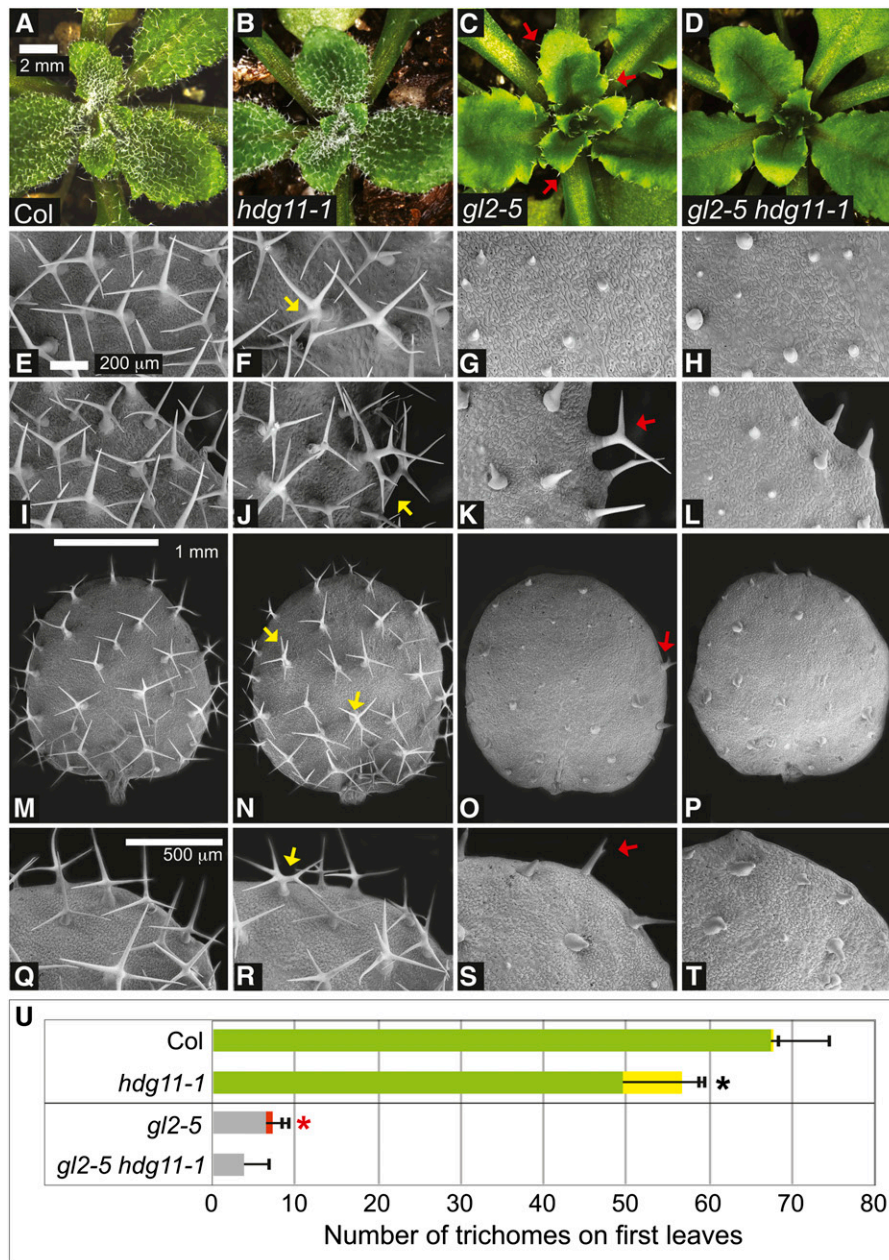 A
B
C
D
2 mm
Col
hdg11-1
gl2-5
gl2-5 hdg11-1
E
200 µm
F
G
H
I
J
K
L
1 mm
M
N
O
P
500 µm
Q
R
S
T
U
Col
hdg11-1
*
gl2-5
*
gl2-5 hdg11-1
0 10 20 30 40 50 60 70 80
Number of trichomes on first leaves